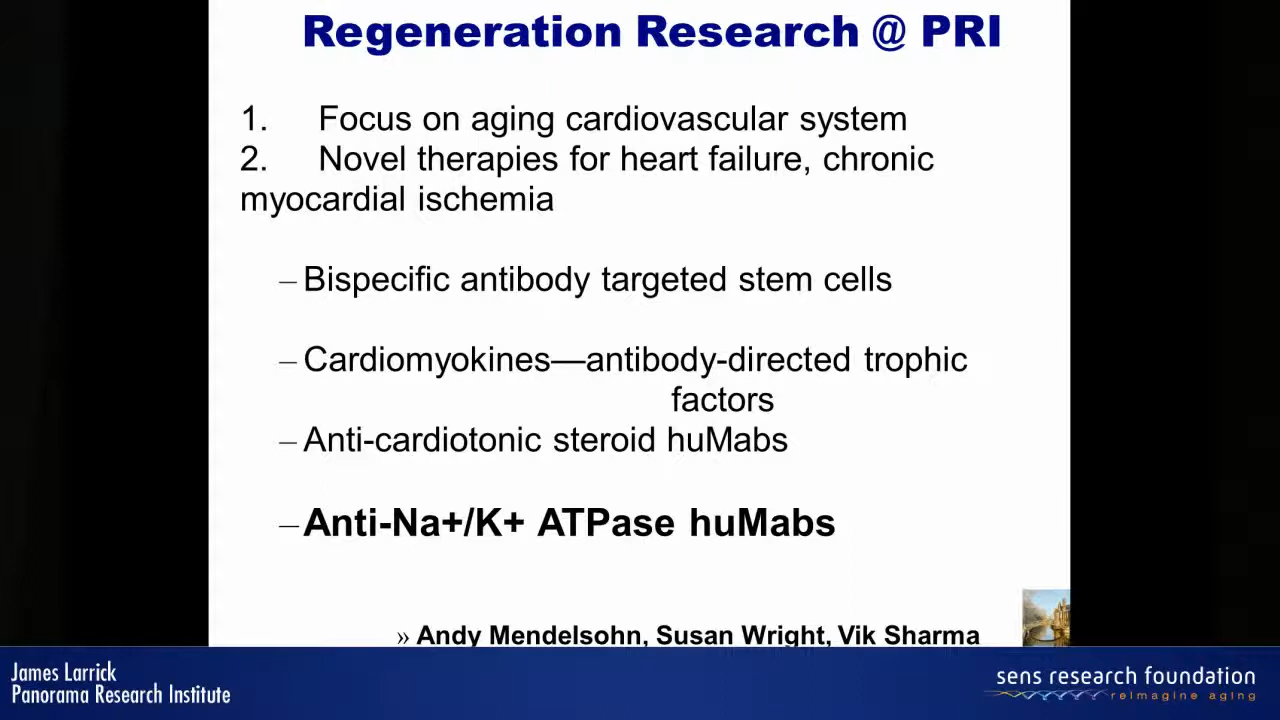 Regeneration Research @ PRI
1. Focus on aging cardiovascular system
2. Novel therapies for heart failure, chronic
myocardial ischemia
– Bispecific antibody targeted stem cells
– Cardiomyokines—antibody-directed trophic
factors
– Anti-cardiotonic steroid huMabs
– Anti-Na+/K+ ATPase huMabs
» Andy Mendelsohn, Susan Wright, Vik Sharma
James Larrick
Panorama Research Institute
sens research foundation
reimagine aging